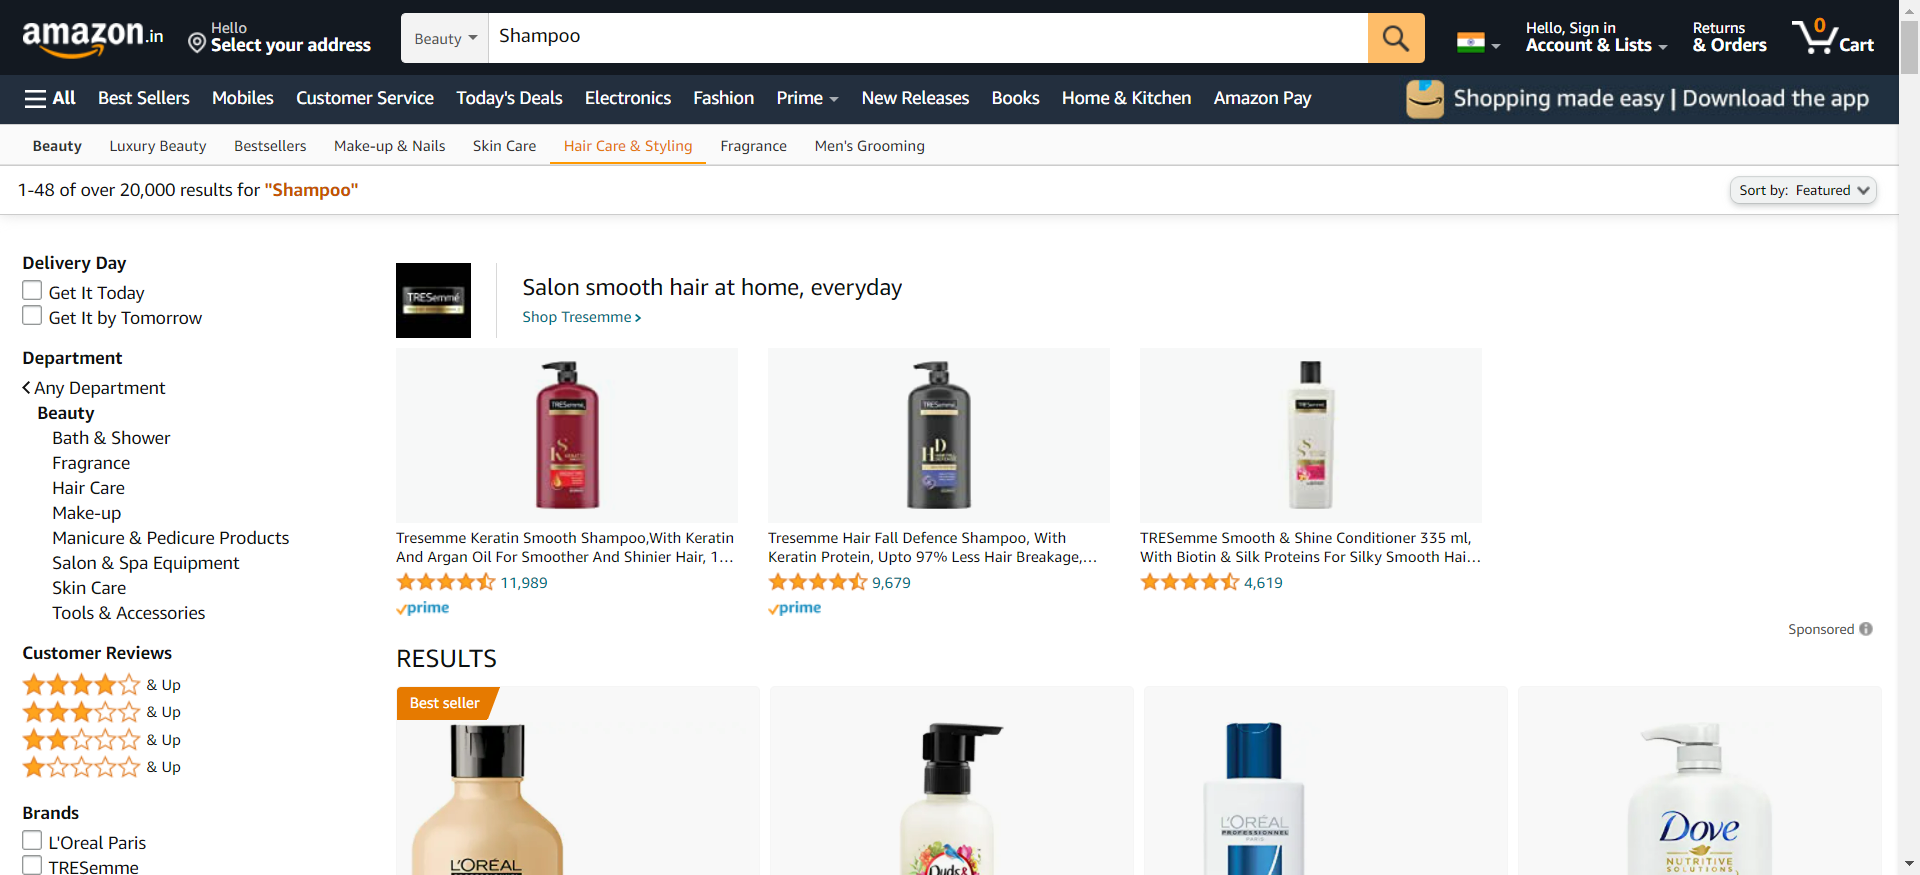 amazon.in
Hello
Select your address
Beauty
Shampoo
Hello, Sign in
Account & Lists
Returns
& Orders
0
Cart
All
Best Sellers
Mobiles
Customer Service
Today's Deals
Electronics
Fashion
Prime
New Releases
Books
Home & Kitchen
Amazon Pay
Shopping made easy | Download the app
Beauty
Luxury Beauty
Bestsellers
Make-up & Nails
Skin Care
Hair Care & Styling
Fragrance
Men's Grooming
1-48 of over 20,000 results for "Shampoo"
Sort by: Featured
Delivery Day
Get It Today
Get It by Tomorrow
Department
Any Department
Beauty
Bath & Shower
Fragrance
Hair Care
Make-up
Manicure & Pedicure Products
Salon & Spa Equipment
Skin Care
Tools & Accessories
Customer Reviews
& Up
& Up
& Up
& Up
Brands
L'Oreal Paris
TRESemme
TRESemmé
Salon smooth hair at home, everyday
Shop Tresemme ›
TRESemmé
KS
Tresemme Keratin Smooth Shampoo,With Keratin
And Argan Oil For Smoother And Shinier Hair, 1...
11,989
prime
TRESemmé
HD
Tresemme Hair Fall Defence Shampoo, With
Keratin Protein, Upto 97% Less Hair Breakage,...
9,679
prime
TRESemmé
SS
TRESemme Smooth & Shine Conditioner 335 ml,
With Biotin & Silk Proteins For Silky Smooth Hai...
4,619
Sponsored
RESULTS
Best seller
L'ORÉAL
Buds&
L'ORÉAL
PROFESSIONNEL
PARIS
Dove
NUTRITIVE
SOLUTIONS